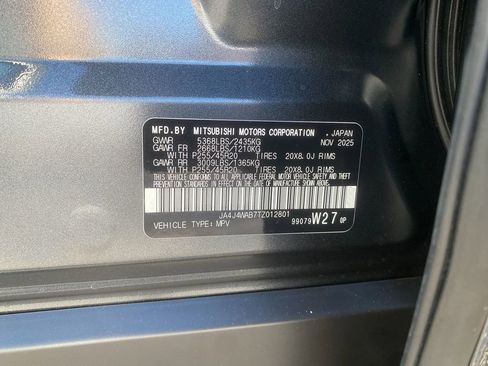 MFD.BY MITSUBISHI MOTORS CORPORATION . JAPAN
GVWR 5368LBS/2435KG NOV 2025
GAWR FR 2668LBS/1210KG
WITH P255/45R20 TIRES 20X8.0J RIMS
GAWR RR 3009LBS/1365KG
WITH P255/45R20 TIRES 20X8.0J RIMS
THIS VEHICLE CONFORMS TO ALL APPLICABLE FEDERAL MOTOR VEHICLE SAFETY, BUMPER AND THEFT
PREVENTION STANDARDS IN EFFECT ON THE DATE OF MANUFACTURE SHOWN ABOVE.
JA4J4WAB7TZ012801
VEHICLE TYPE: MPV 99079 W27 0P